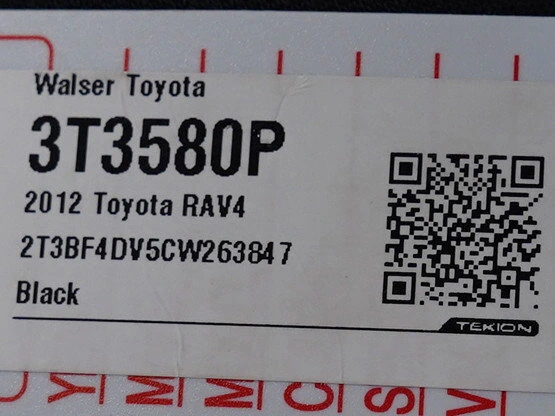 Walser Toyota
3T3580P
2012 Toyota RAV4
2T3BF4DV5CW263847
Black
TEKION
Y
M
M
C
S
V